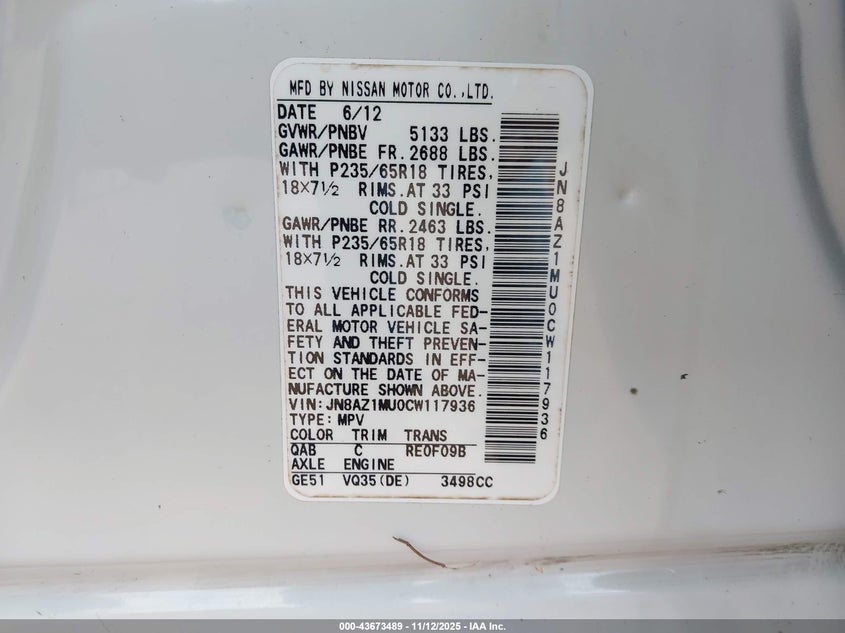 MFD BY NISSAN MOTOR CO.,LTD.
DATE 6/12
GVWR/PNBV 5133 LBS.
GAWR/PNBE FR.2688 LBS.
WITH P235/65R18 TIRES,
18×7½ RIMS.AT 33 PSI
COLD SINGLE.
GAWR/PNBE RR.2463 LBS.
WITH P235/65R18 TIRES,
18×7½ RIMS.AT 33 PSI
COLD SINGLE.
THIS VEHICLE CONFORMS
TO ALL APPLICABLE FED-
ERAL MOTOR VEHICLE SA-
FETY AND THEFT PREVEN-
TION STANDARDS IN EFF-
ECT ON THE DATE OF MA-
NUFACTURE SHOWN ABOVE.
VIN:JN8AZ1MU0CW117936
TYPE:MPV
COLOR TRIM TRANS
QAB C RE0F09B
AXLE ENGINE
GE51 VQ35(DE) 3498CC
JN8AZ1MU0CW117936
000-43673489 - 11/12/2025 - IAA Inc.